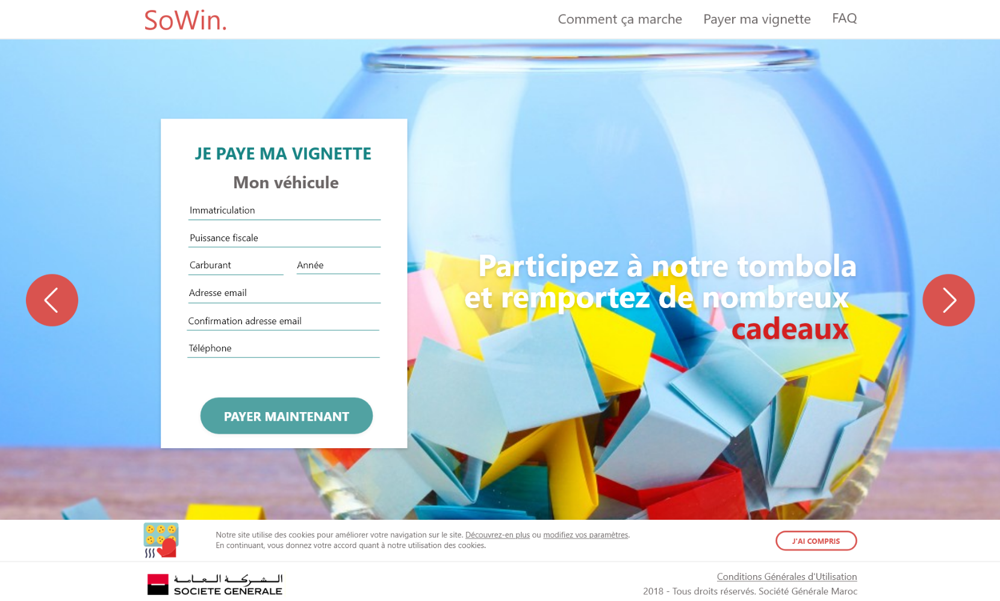 SoWin.
Comment ça marche
Payer ma vignette
FAQ
JE PAYE MA VIGNETTE
Mon véhicule
Immatriculation
Puissance fiscale
Carburant
Année
Adresse email
Confirmation adresse email
Téléphone
PAYER MAINTENANT
Participez à notre tombola
et remportez de nombreux
cadeaux
Notre site utilise des cookies pour améliorer votre navigation sur le site. Découvrez-en plus ou modifiez vos paramètres.
En continuant, vous donnez votre accord quant à notre utilisation des cookies.
J'AI COMPRIS
الشركة العامة
SOCIETE GENERALE
Conditions Générales d'Utilisation
2018 - Tous droits réservés. Société Générale Maroc